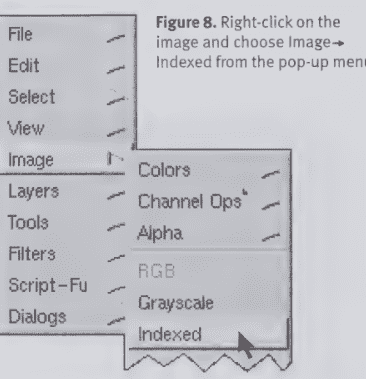 Figure 8. Right-click on the
image and choose Image→
Indexed from the pop-up menu
File
Edit
Select
View
Image
Layers
Tools
Filters
Script-Fu
Dialogs
Colors
Channel Ops
Alpha
RGB
Grayscale
Indexed